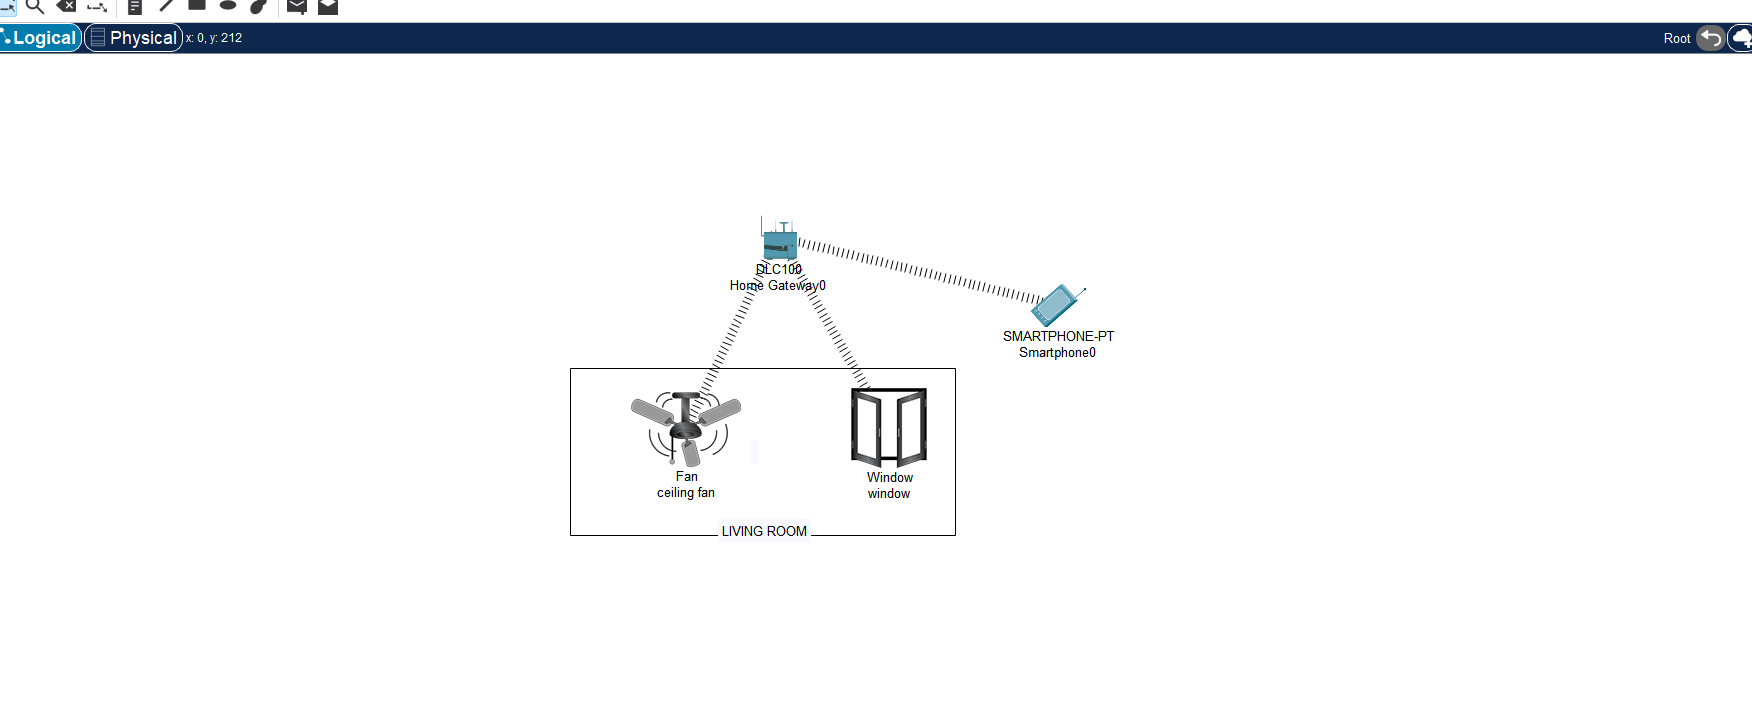 Logical
Physical
x: 0, y: 212
Root
DLC100
Home Gateway0
SMARTPHONE-PT
Smartphone0
Fan
ceiling fan
Window
window
LIVING ROOM